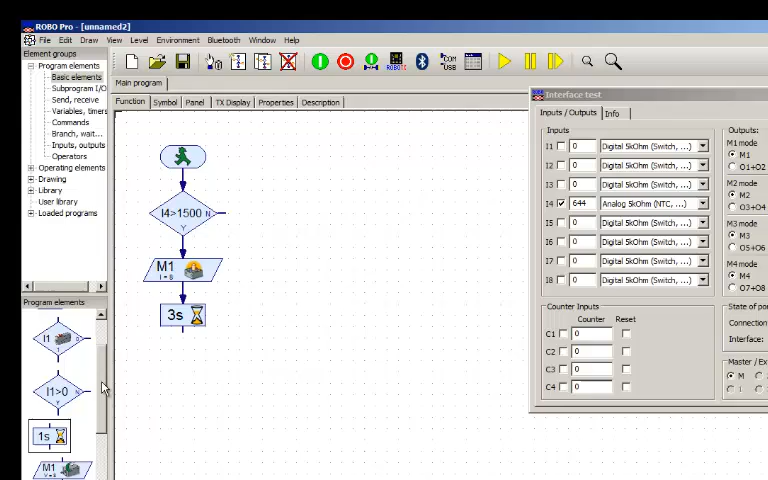 ROBO Pro - [unnamed2]
File Edit Draw View Level Environment Bluetooth Window Help
ROBOTXC
COM
USB
Element groups
Program elements
Basic elements
Subprogram I/O
Send, receive
Variables, timers
Commands
Branch, wait...
Inputs, outputs
Operators
Operating elements
Drawing
Library
User library
Loaded programs
Program elements
I1
I1>0 N
Y
1s
M1
Main program
Function Symbol Panel TX Display Properties Description
I4>1500 N
Y
M1
3s
Interface test
Inputs / Outputs Info
Inputs
I1 0 Digital 5kOhm (Switch, ...)
I2 0 Digital 5kOhm (Switch, ...)
I3 0 Digital 5kOhm (Switch, ...)
I4 644 Analog 5kOhm (NTC, ...)
I5 0 Digital 5kOhm (Switch, ...)
I6 0 Digital 5kOhm (Switch, ...)
I7 0 Digital 5kOhm (Switch, ...)
I8 0 Digital 5kOhm (Switch, ...)
Counter Inputs
Counter Reset
C1 0
C2 0
C3 0
C4 0
Outputs:
M1 mode
M1
O1+O2
M2 mode
M2
O3+O4
M3 mode
M3
O5+O6
M4 mode
M4
O7+O8
State of po
Connection
Interface:
Master / Ex
M
1